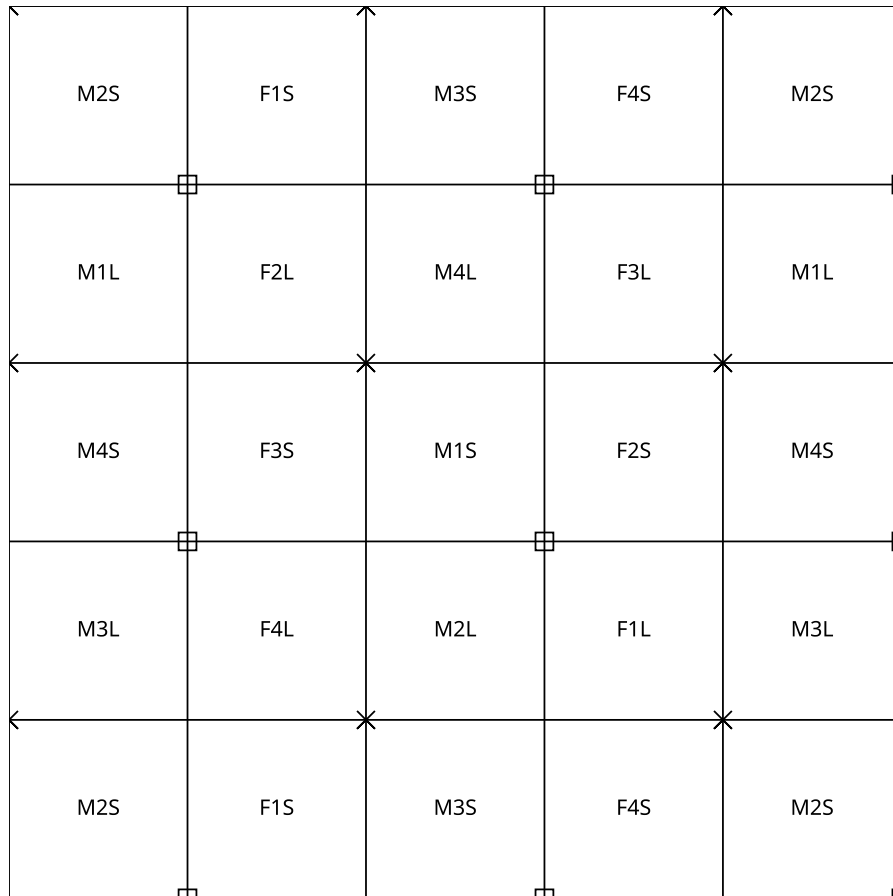 M2S F1S M3S F4S M2S
M1L F2L M4L F3L M1L
M4S F3S M1S F2S M4S
M3L F4L M2L F1L M3L
M2S F1S M3S F4S M2S